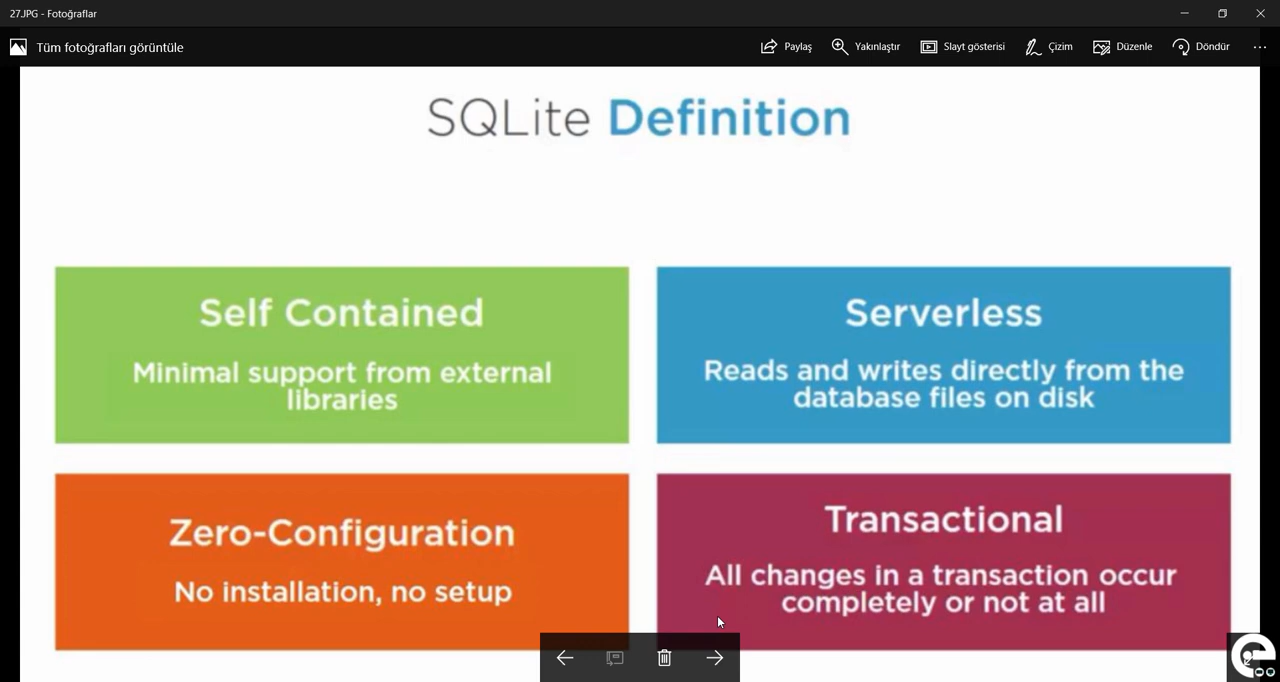 27.JPG - Fotoğraflar
Tüm fotoğrafları görüntüle
Paylaş
Yakınlaştır
Slayt gösterisi
Çizim
Düzenle
Döndür
SQLite Definition
Self Contained
Minimal support from external
libraries
Serverless
Reads and writes directly from the
database files on disk
Zero-Configuration
No installation, no setup
Transactional
All changes in a transaction occur
completely or not at all